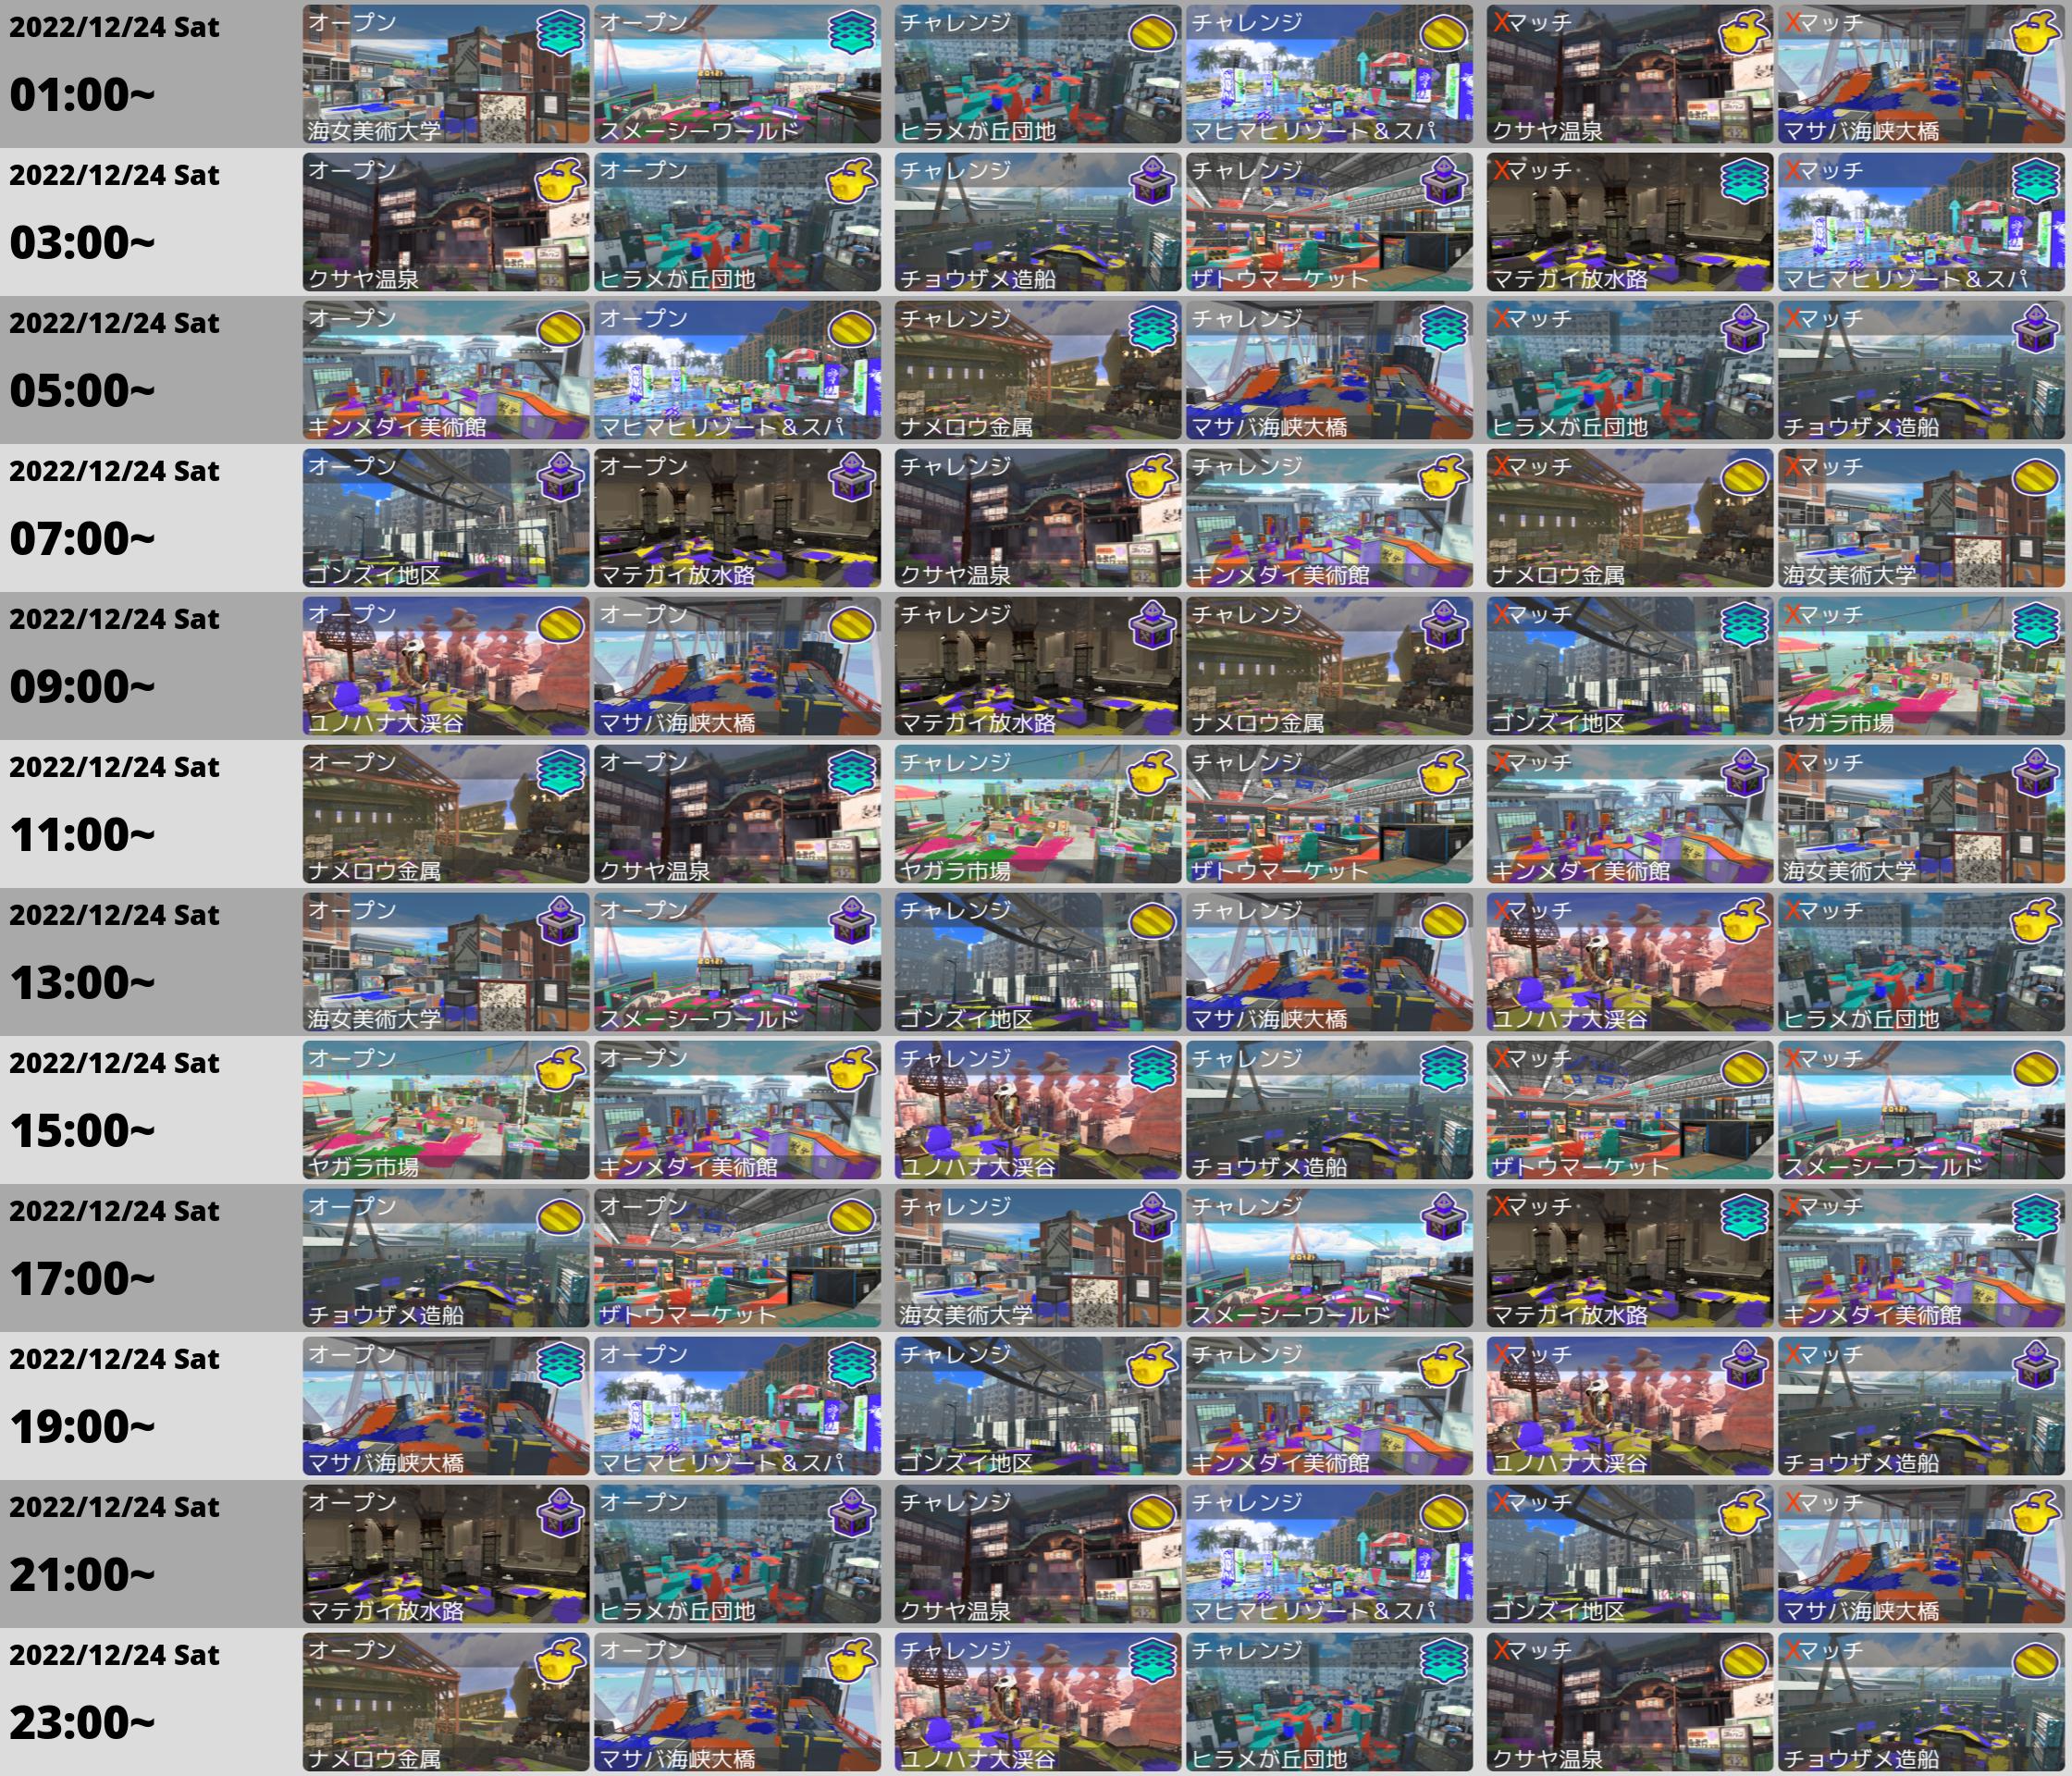 2022/12/24 Sat
01:00~
オープン オープン チャレンジ チャレンジ Xマッチ Xマッチ
海女美術大学 スメーシーワールド ヒラメが丘団地 マヒマヒリゾート＆スパ クサヤ温泉 マサバ海峡大橋
2022/12/24 Sat
03:00~
オープン オープン チャレンジ チャレンジ Xマッチ Xマッチ
クサヤ温泉 ヒラメが丘団地 チョウザメ造船 ザトウマーケット マテガイ放水路 マヒマヒリゾート＆スパ
2022/12/24 Sat
05:00~
オープン オープン チャレンジ チャレンジ Xマッチ Xマッチ
キンメダイ美術館 マヒマヒリゾート＆スパ ナメロウ金属 マサバ海峡大橋 ヒラメが丘団地 チョウザメ造船
2022/12/24 Sat
07:00~
オープン オープン チャレンジ チャレンジ Xマッチ Xマッチ
ゴンズイ地区 マテガイ放水路 クサヤ温泉 キンメダイ美術館 ナメロウ金属 海女美術大学
2022/12/24 Sat
09:00~
オープン オープン チャレンジ チャレンジ Xマッチ Xマッチ
ユノハナ大渓谷 マサバ海峡大橋 マテガイ放水路 ナメロウ金属 ゴンズイ地区 ヤガラ市場
2022/12/24 Sat
11:00~
オープン オープン チャレンジ チャレンジ Xマッチ Xマッチ
ナメロウ金属 クサヤ温泉 ヤガラ市場 ザトウマーケット キンメダイ美術館 海女美術大学
2022/12/24 Sat
13:00~
オープン オープン チャレンジ チャレンジ Xマッチ Xマッチ
海女美術大学 スメーシーワールド ゴンズイ地区 マサバ海峡大橋 ユノハナ大渓谷 ヒラメが丘団地
2022/12/24 Sat
15:00~
オープン オープン チャレンジ チャレンジ Xマッチ Xマッチ
ヤガラ市場 キンメダイ美術館 ユノハナ大渓谷 チョウザメ造船 ザトウマーケット スメーシーワールド
2022/12/24 Sat
17:00~
オープン オープン チャレンジ チャレンジ Xマッチ Xマッチ
チョウザメ造船 ザトウマーケット 海女美術大学 スメーシーワールド マテガイ放水路 キンメダイ美術館
2022/12/24 Sat
19:00~
オープン オープン チャレンジ チャレンジ Xマッチ Xマッチ
マサバ海峡大橋 マヒマヒリゾート＆スパ ゴンズイ地区 キンメダイ美術館 ユノハナ大渓谷 チョウザメ造船
2022/12/24 Sat
21:00~
オープン オープン チャレンジ チャレンジ Xマッチ Xマッチ
マテガイ放水路 ヒラメが丘団地 クサヤ温泉 マヒマヒリゾート＆スパ ゴンズイ地区 マサバ海峡大橋
2022/12/24 Sat
23:00~
オープン オープン チャレンジ チャレンジ Xマッチ Xマッチ
ナメロウ金属 マサバ海峡大橋 ユノハナ大渓谷 ヒラメが丘団地 クサヤ温泉 チョウザメ造船